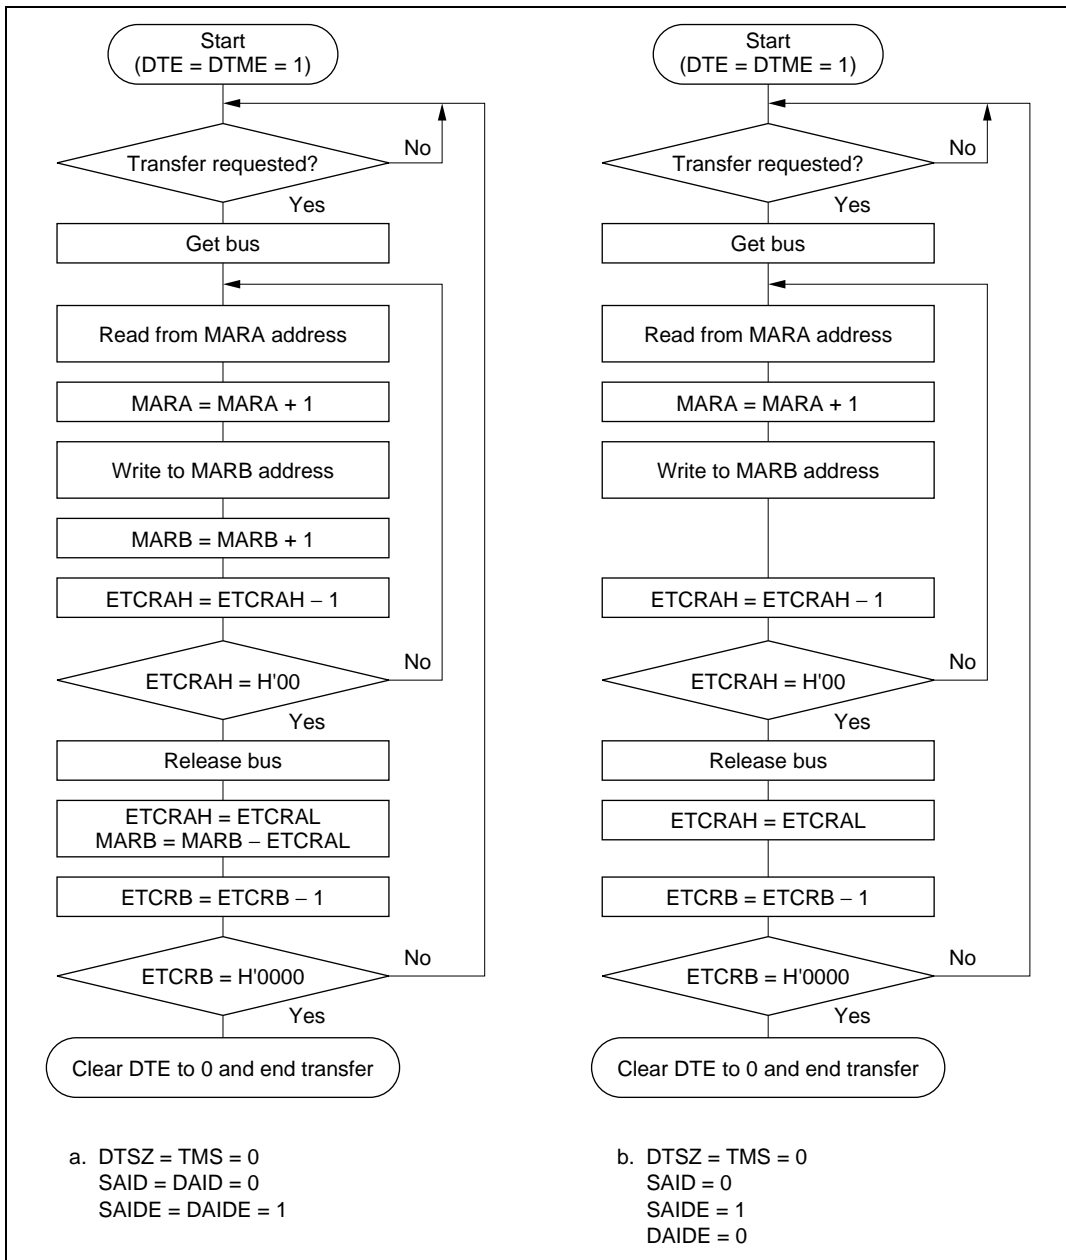 Start
(DTE = DTME = 1)
Transfer requested?
No
Yes
Get bus
Read from MARA address
MARA = MARA + 1
Write to MARB address
MARB = MARB + 1
ETCRAH = ETCRAH – 1
No
ETCRAH = H'00
Yes
Release bus
ETCRAH = ETCRAL
MARB = MARB – ETCRAL
ETCRB = ETCRB – 1
No
ETCRB = H'0000
Yes
Clear DTE to 0 and end transfer
a. DTSZ = TMS = 0
SAID = DAID = 0
SAIDE = DAIDE = 1
Start
(DTE = DTME = 1)
No
Transfer requested?
Yes
Get bus
Read from MARA address
MARA = MARA + 1
Write to MARB address
ETCRAH = ETCRAH – 1
No
ETCRAH = H'00
Yes
Release bus
ETCRAH = ETCRAL
ETCRB = ETCRB – 1
No
ETCRB = H'0000
Yes
Clear DTE to 0 and end transfer
b. DTSZ = TMS = 0
SAID = 0
SAIDE = 1
DAIDE = 0